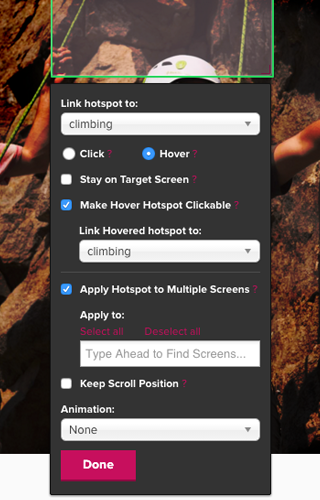 Link hotspot to:
climbing
Click ? Hover ?
Stay on Target Screen ?
Make Hover Hotspot Clickable ?
Link Hovered hotspot to:
climbing
Apply Hotspot to Multiple Screens ?
Apply to:
Select all Deselect all
Type Ahead to Find Screens...
Keep Scroll Position ?
Animation:
None
Done